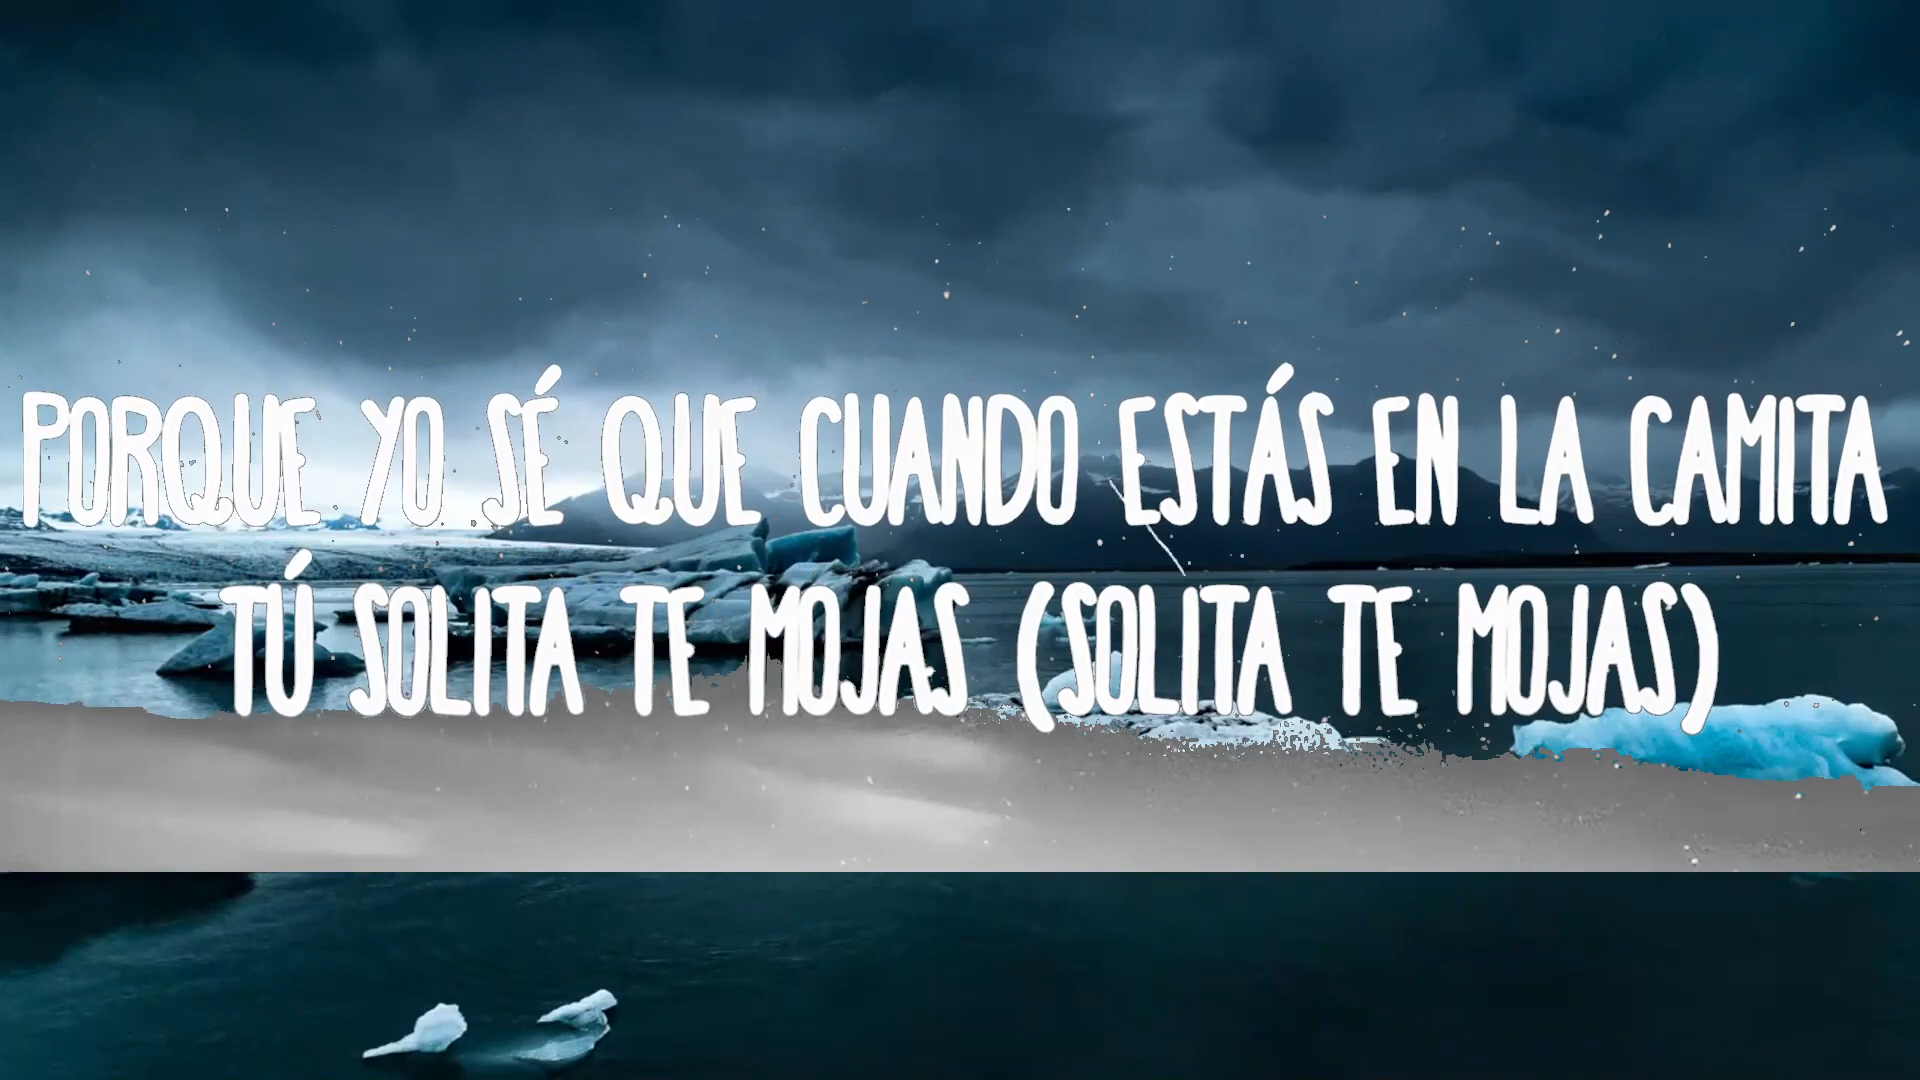 PORQUE YO SÉ QUE CUANDO ESTÁS EN LA CAMITA
TÚ SOLITA TE MOJAS (SOLITA TE MOJAS)